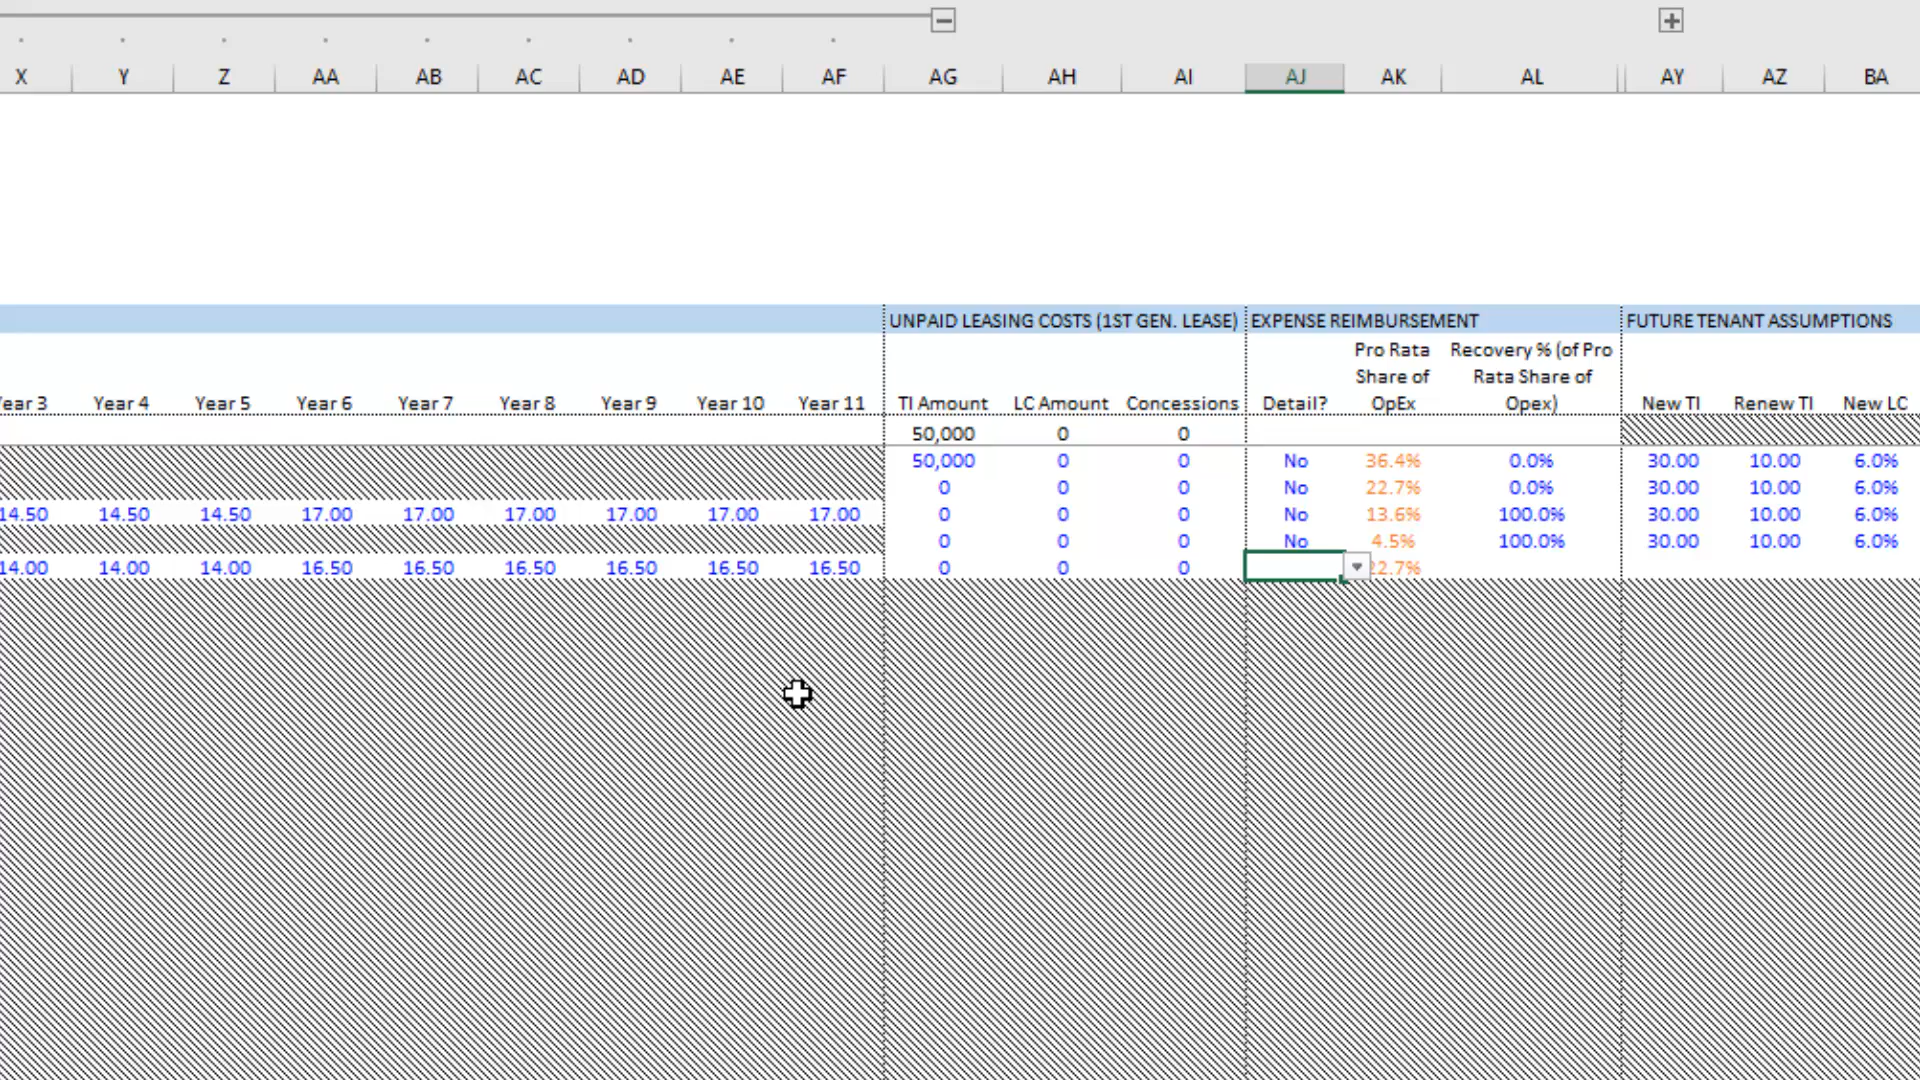 X Y Z AA AB AC AD AE AF AG AH AI AJ AK AL AY AZ BA
UNPAID LEASING COSTS (1ST GEN. LEASE) EXPENSE REIMBURSEMENT FUTURE TENANT ASSUMPTIONS
Pro Rata Recovery % (of Pro
Share of Rata Share of
Year 3 Year 4 Year 5 Year 6 Year 7 Year 8 Year 9 Year 10 Year 11 TI Amount LC Amount Concessions Detail? OpEx Opex) New TI Renew TI New LC
50,000 0 0
50,000 0 0 No 36.4% 0.0% 30.00 10.00 6.0%
0 0 0 No 22.7% 0.0% 30.00 10.00 6.0%
14.50 14.50 14.50 17.00 17.00 17.00 17.00 17.00 17.00 0 0 0 No 13.6% 100.0% 30.00 10.00 6.0%
0 0 0 No 4.5% 100.0% 30.00 10.00 6.0%
14.00 14.00 14.00 16.50 16.50 16.50 16.50 16.50 16.50 0 0 0 22.7%